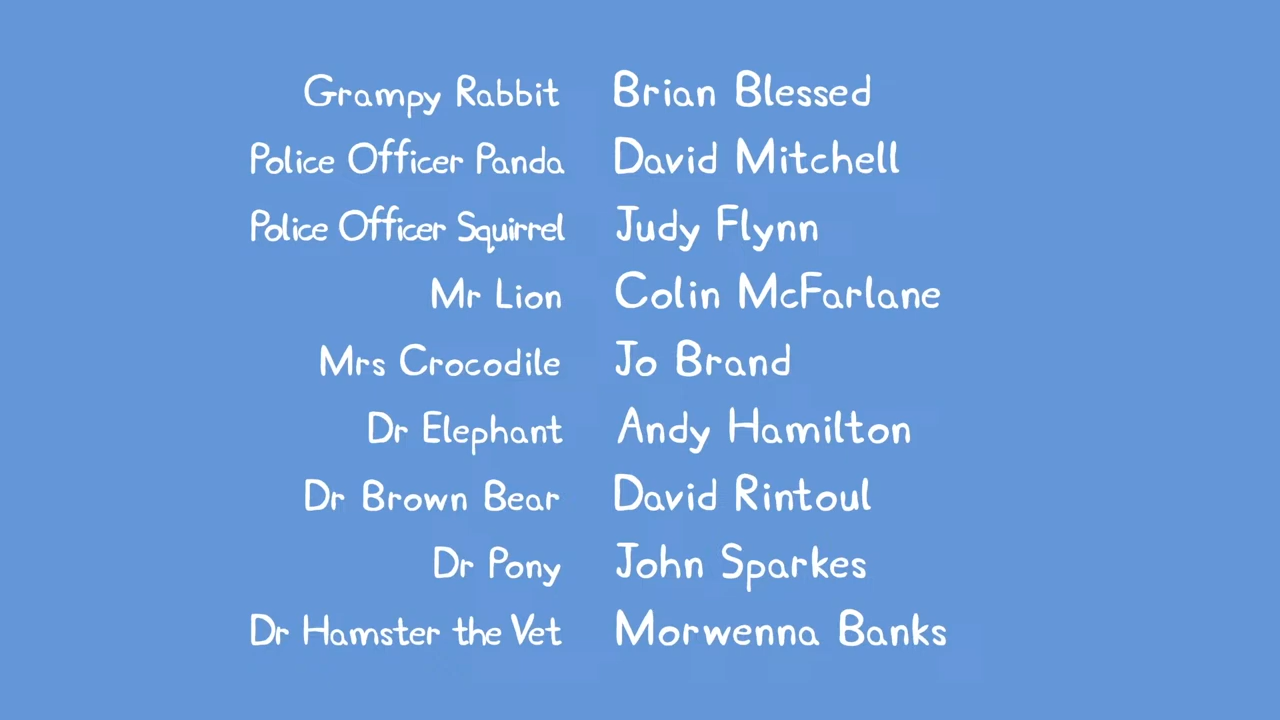 Grampy Rabbit Brian Blessed
Police Officer Panda David Mitchell
Police Officer Squirrel Judy Flynn
Mr Lion Colin McFarlane
Mrs Crocodile Jo Brand
Dr Elephant Andy Hamilton
Dr Brown Bear David Rintoul
Dr Pony John Sparkes
Dr Hamster the Vet Morwenna Banks